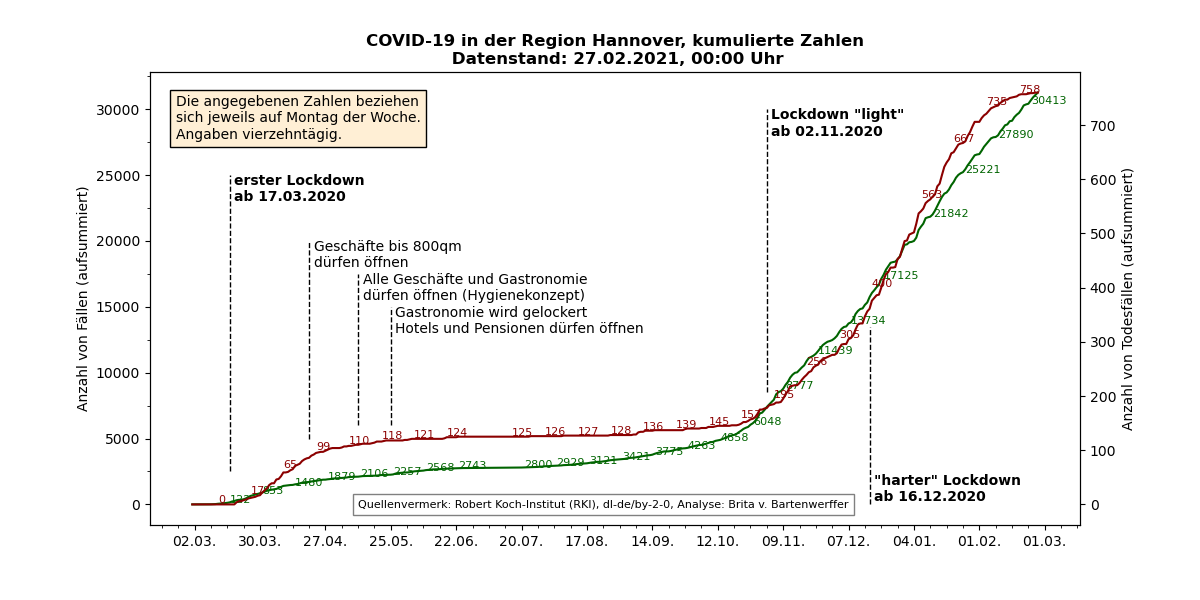 COVID-19 in der Region Hannover, kumulierte Zahlen
Datenstand: 27.02.2021, 00:00 Uhr
Die angegebenen Zahlen beziehen
sich jeweils auf Montag der Woche.
Angaben vierzehntägig.
erster Lockdown
ab 17.03.2020
Geschäfte bis 800qm
dürfen öffnen
Alle Geschäfte und Gastronomie
dürfen öffnen (Hygienekonzept)
Gastronomie wird gelockert
Hotels und Pensionen dürfen öffnen
Lockdown "light"
ab 02.11.2020
"harter" Lockdown
ab 16.12.2020
Quellenvermerk: Robert Koch-Institut (RKI), dl-de/by-2-0, Analyse: Brita v. Bartenwerffer
Anzahl von Fällen (aufsummiert)
30000
25000
20000
15000
10000
5000
0
Anzahl von Todesfällen (aufsummiert)
700
600
500
400
300
200
100
0
02.03. 30.03. 27.04. 25.05. 22.06. 20.07. 17.08. 14.09. 12.10. 09.11. 07.12. 04.01. 01.02. 01.03.
0 17 65 99 110 118 121 124 125 126 127 128 136 139 145 157 195 256 305 400 563 667 735 758
1480 1879 2106 2257 2568 2743 2800 2929 3121 3421 3775 4263 4858 6048 8777 11439 13734 17125 21842 25221 27890 30413